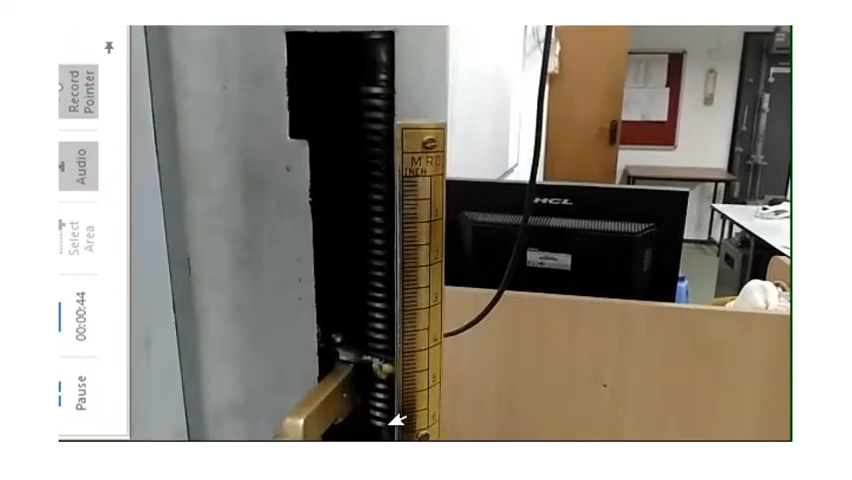 Record
Pointer
Audio
Select
Area
00:00:44
Pause
MRC
INCH
1
2
3
4
5
6
HCL